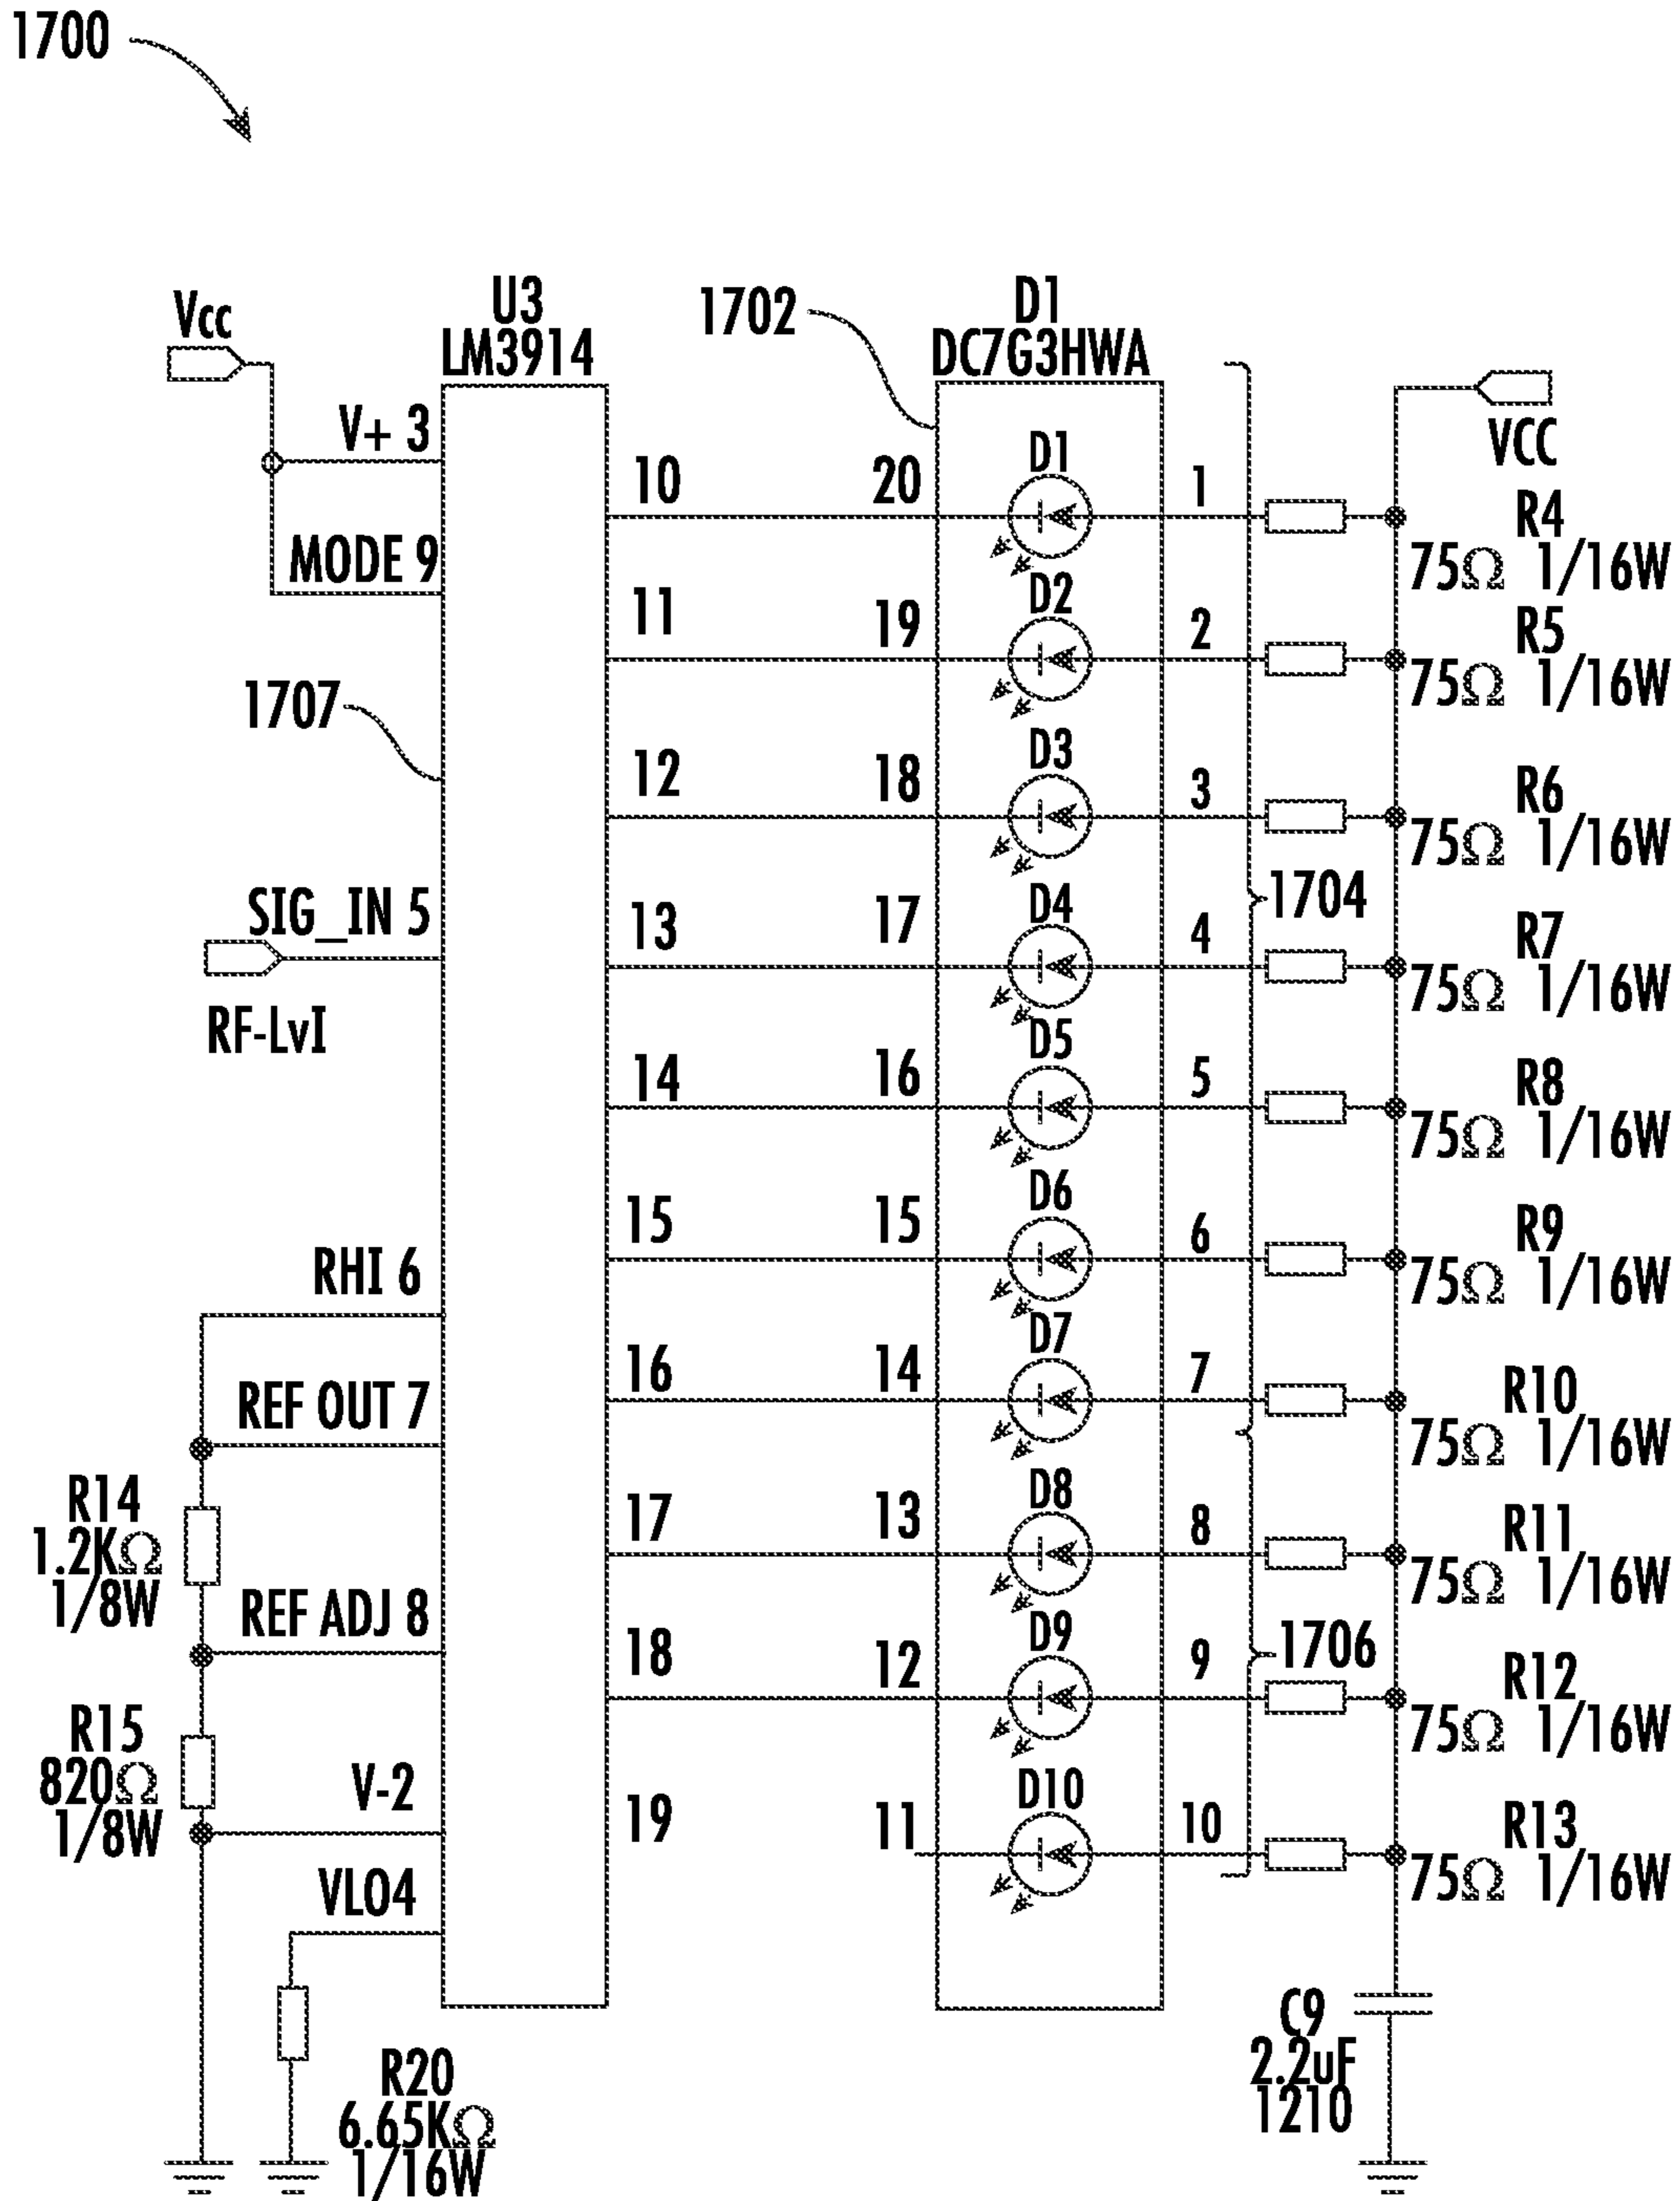 1700
Vcc
U3
LM3914
1702
D1
DC7G3HWA
VCC
V+ 3
MODE 9
1707
SIG_IN 5
RF-LvI
RHI 6
REF OUT 7
R14
1.2KΩ
1/8W
REF ADJ 8
R15
820Ω
1/8W
V-2
VLO4
R20
6.65KΩ
1/16W
10 20 D1 1 R4
75Ω 1/16W
11 19 D2 2 R5
75Ω 1/16W
12 18 D3 3 R6
75Ω 1/16W
1704
13 17 D4 4 R7
75Ω 1/16W
14 16 D5 5 R8
75Ω 1/16W
15 15 D6 6 R9
75Ω 1/16W
16 14 D7 7 R10
75Ω 1/16W
17 13 D8 8 R11
75Ω 1/16W
1706
18 12 D9 9 R12
75Ω 1/16W
19 11 D10 10 R13
75Ω 1/16W
C9
2.2uF
1210